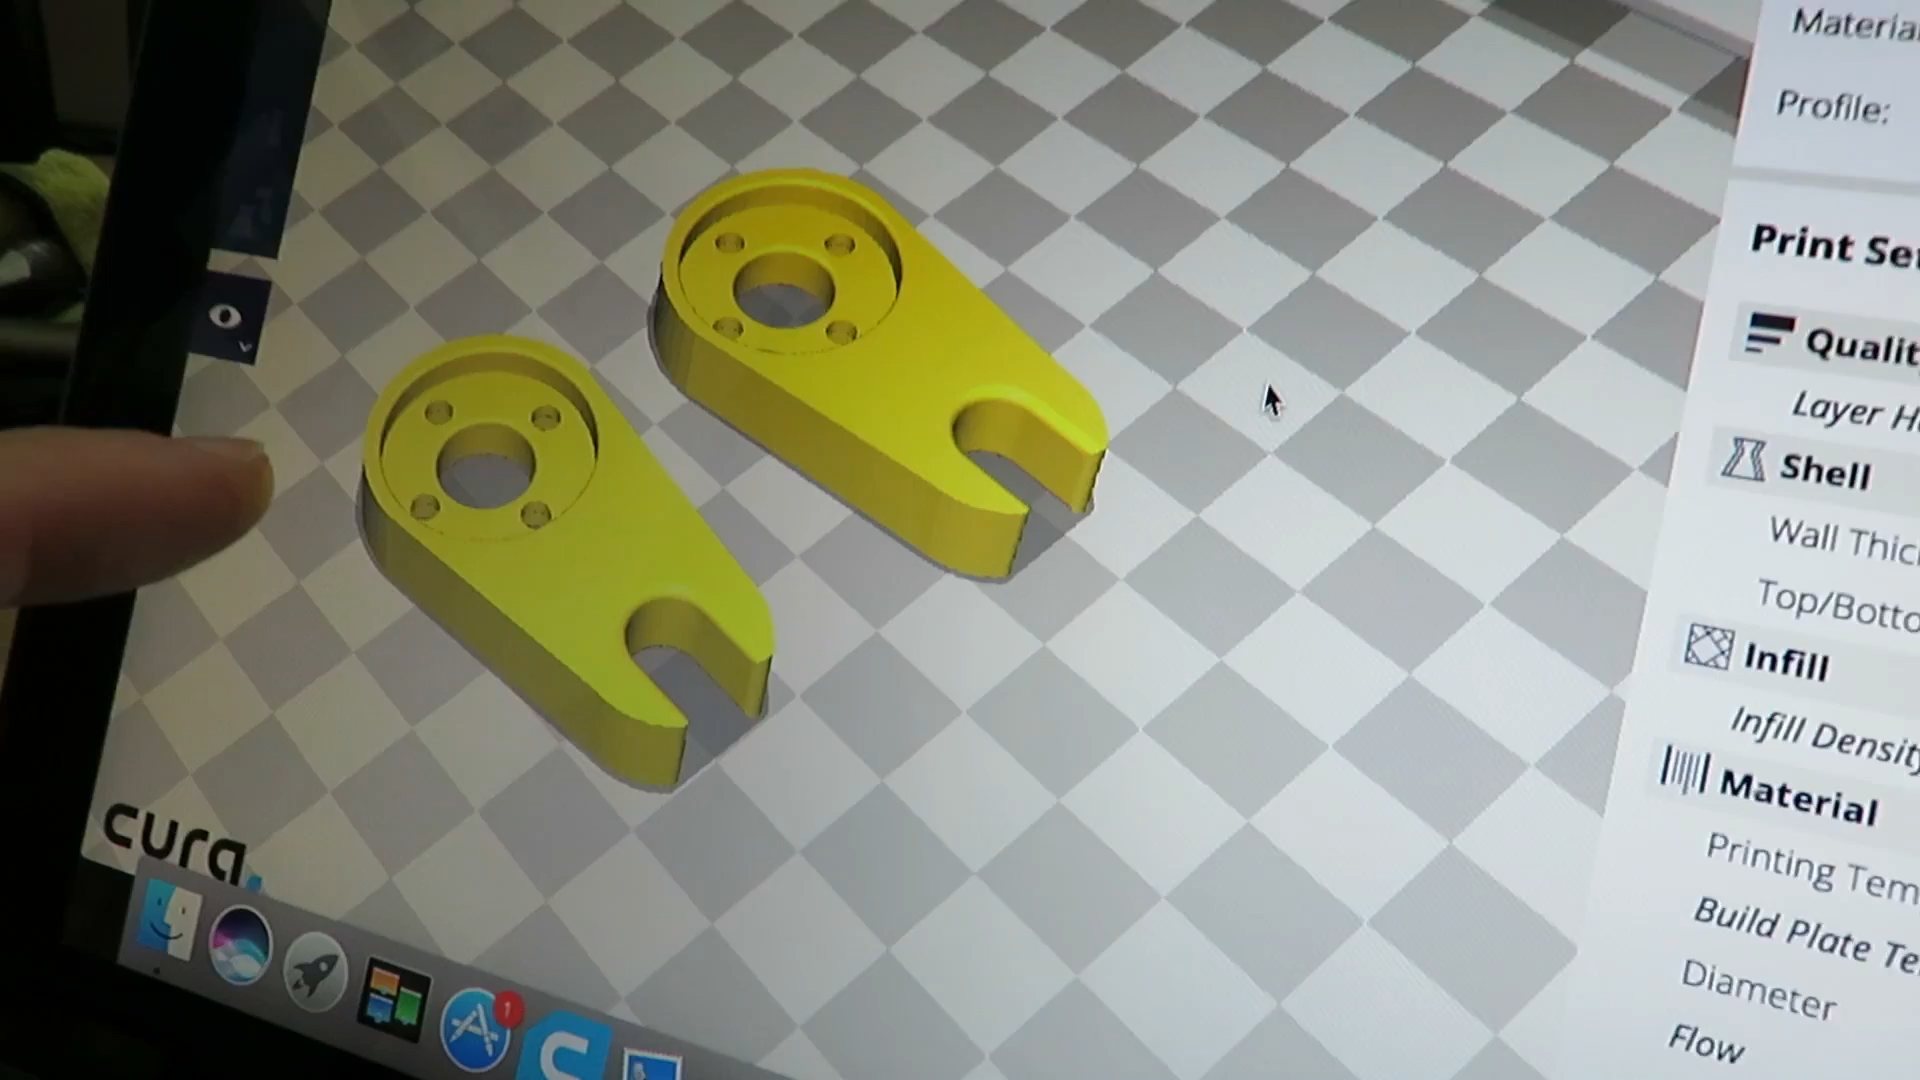 Materia
Profile:
Print Se
Qualit
Layer H
Shell
Wall Thic
Top/Botto
Infill
Infill Density
Material
Printing Tem
Build Plate Te
Diameter
Flow
cura.
1